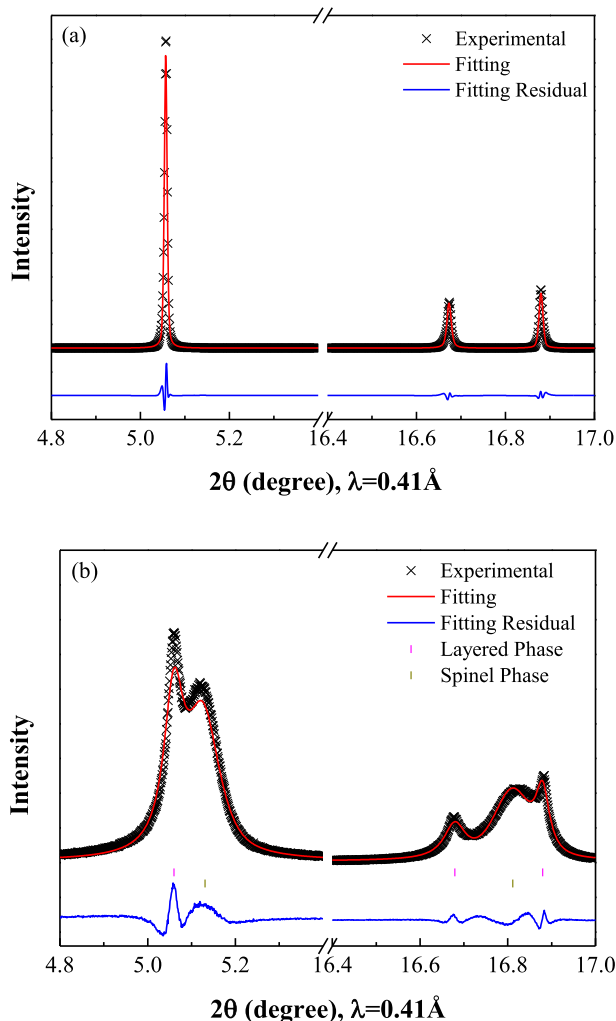 (a)
Experimental
Fitting
Fitting Residual
Intensity
4.8 5.0 5.2 16.4 16.6 16.8 17.0
2θ (degree), λ=0.41Å
(b)
Experimental
Fitting
Fitting Residual
Layered Phase
Spinel Phase
Intensity
4.8 5.0 5.2 16.4 16.6 16.8 17.0
2θ (degree), λ=0.41Å